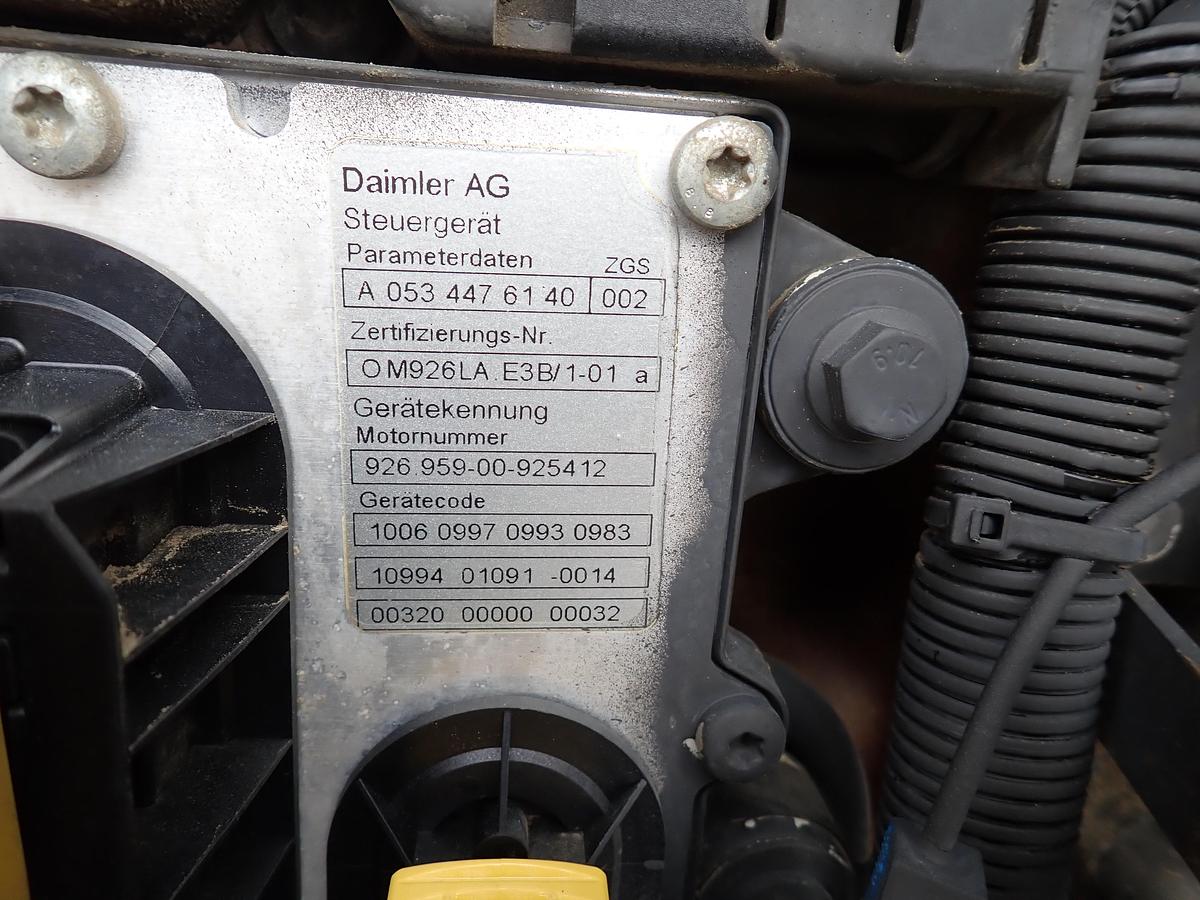 Daimler AG
Steuergerät
Parameterdaten ZGS
A 053 447 61 40 002
Zertifizierungs-Nr.
OM926LA.E3B/1-01 a
Gerätekennung
Motornummer
926.959-00-925412
Gerätecode
1006 0997 0993 0983
10994 01091 -0014
00320 00000 00032